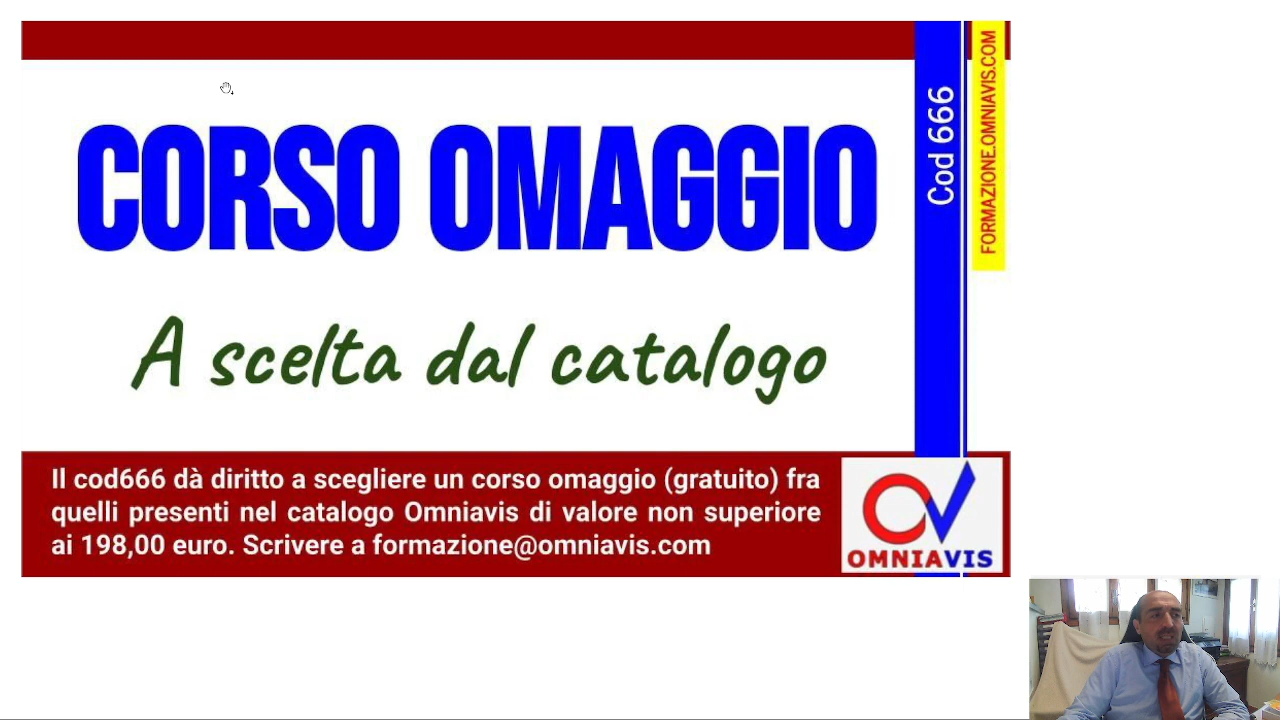 CORSO OMAGGIO
A scelta dal catalogo
Il cod666 dà diritto a scegliere un corso omaggio (gratuito) fra
quelli presenti nel catalogo Omniavis di valore non superiore
ai 198,00 euro. Scrivere a formazione@omniavis.com
Cod 666
FORMAZIONE.OMNIAVIS.COM
OMNIAVIS